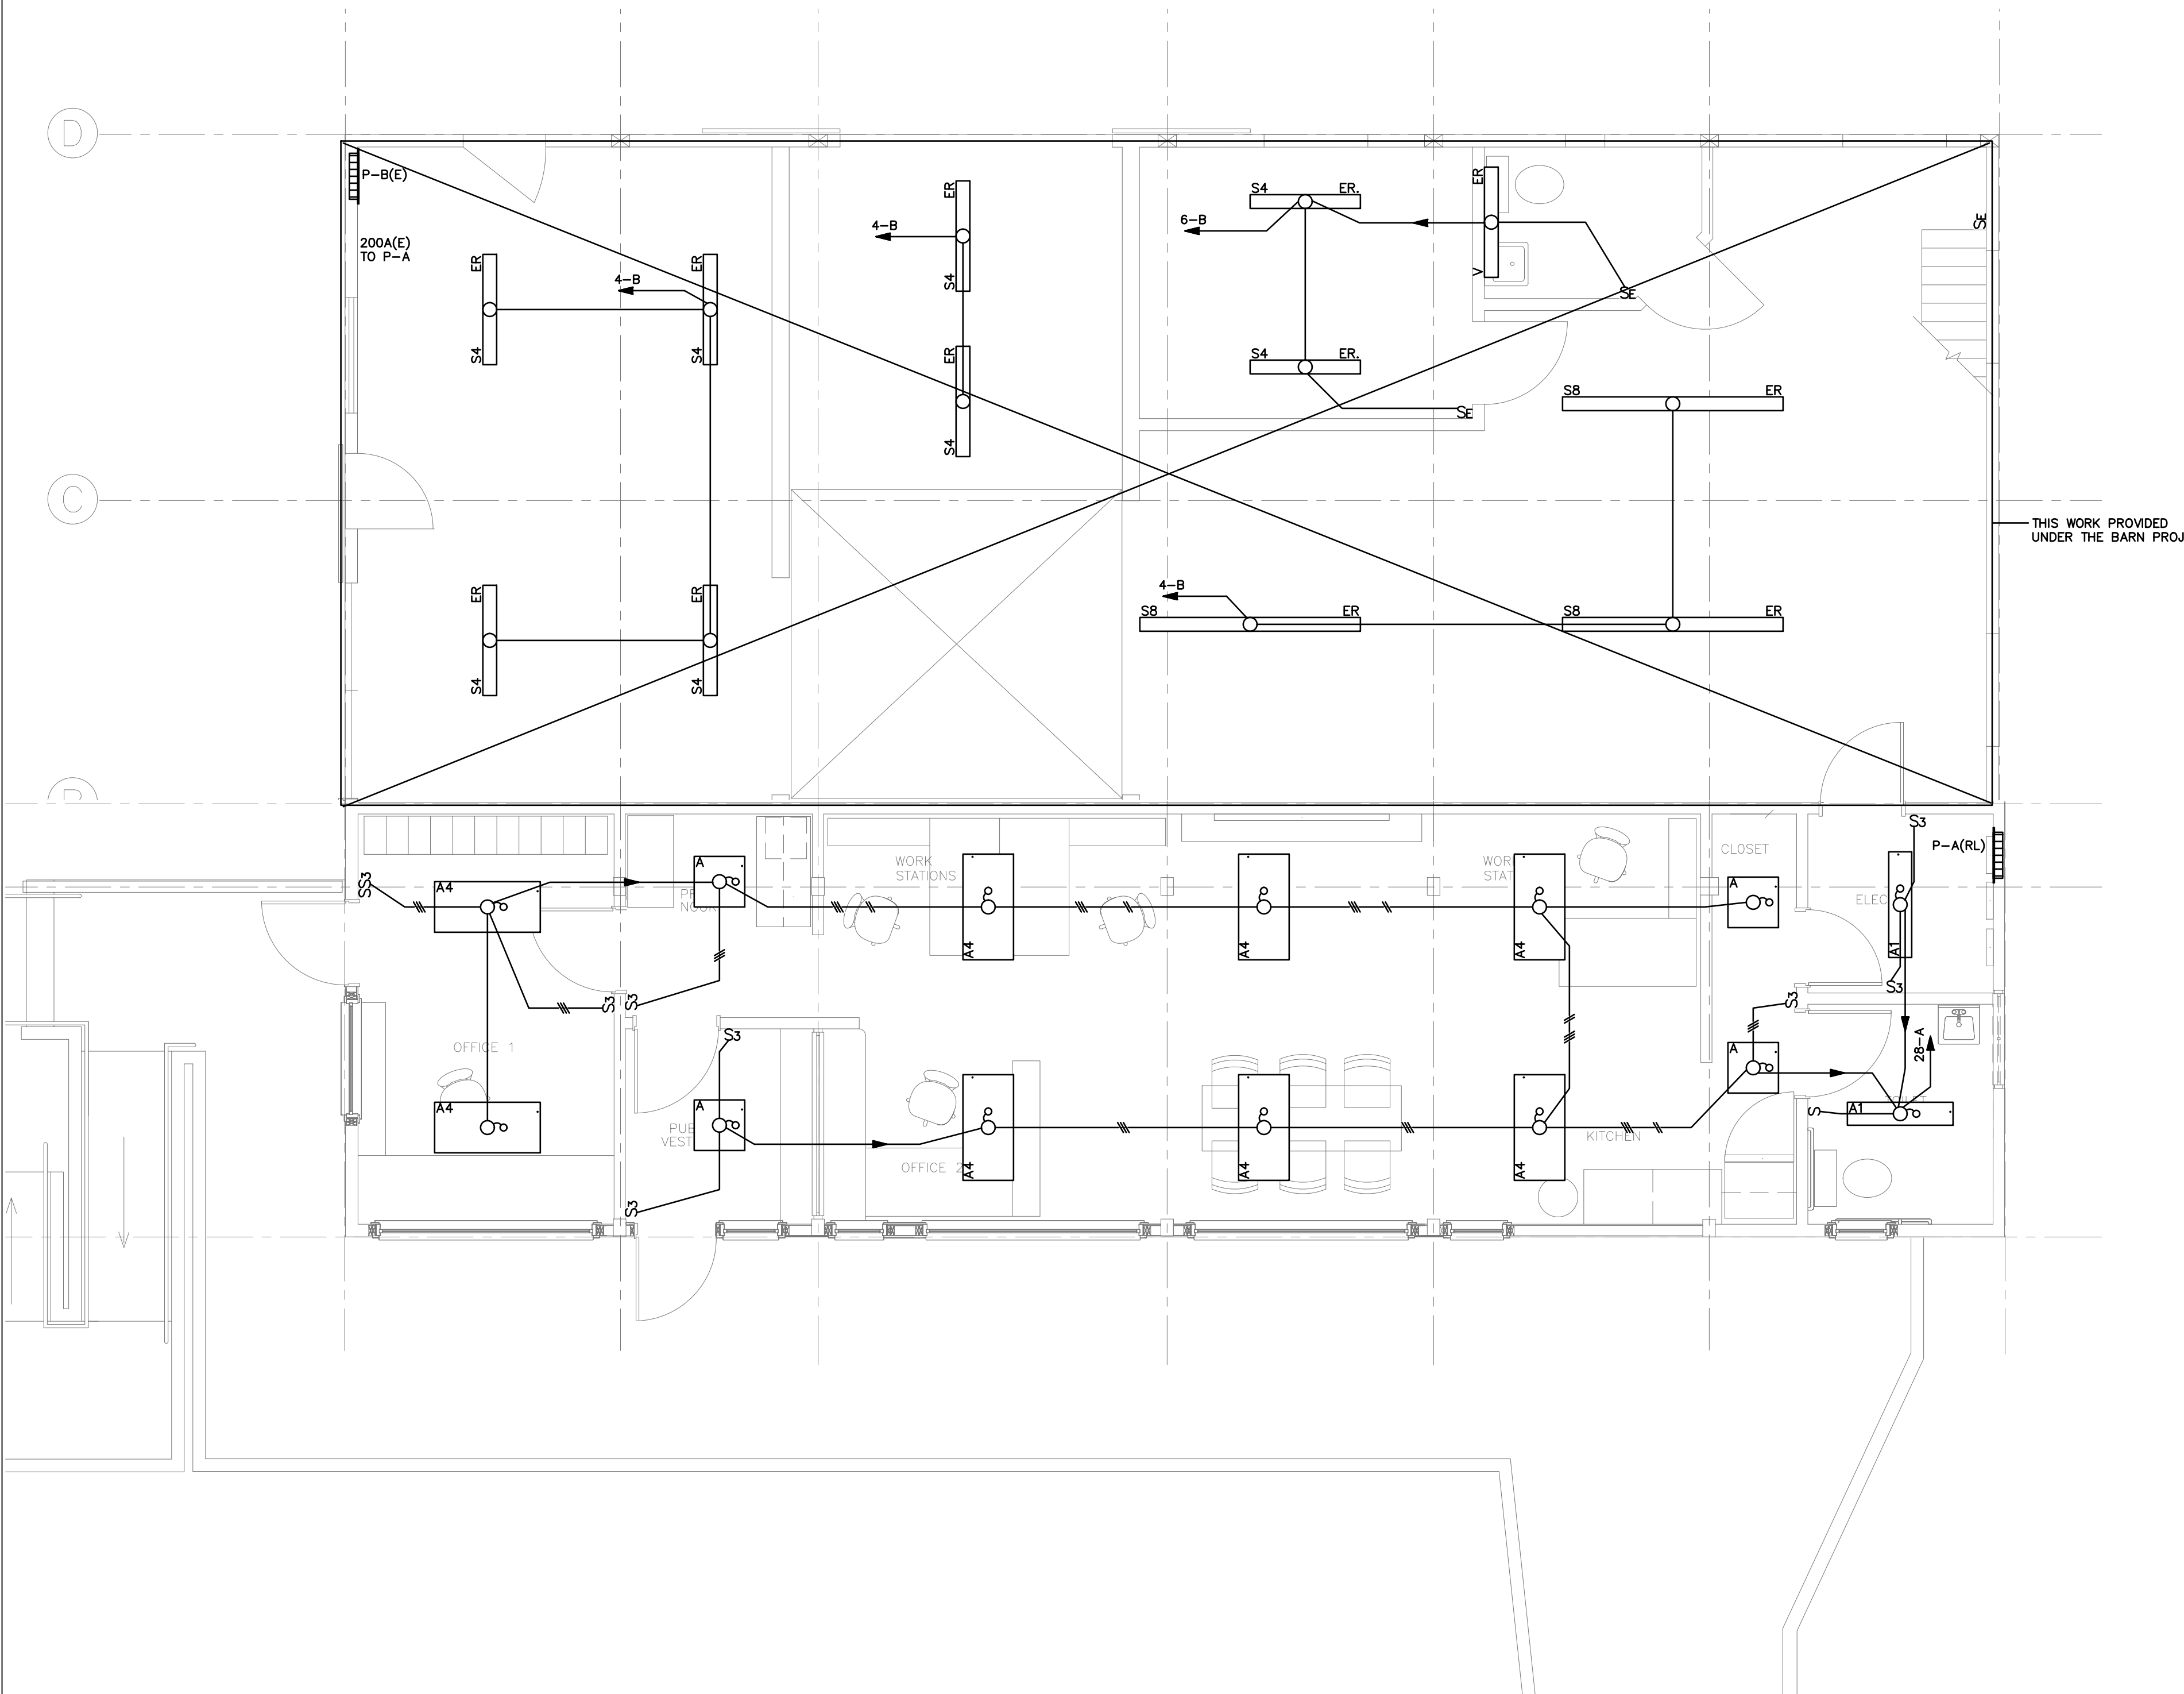 D
P-B(E)
200A(E)
TO P-A
ER
S4
ER
S4
4-B
ER
S4
4-B
ER
S4
S4 ER.
6-B
ER
V
SE
SE
S4 ER.
SE
S8 ER
C
THIS WORK PROVIDED
UNDER THE BARN PROJ
ER
S4
ER
S4
4-B
S8 ER
S8 ER
SS3
A4
A
WORK
STATIONS
A4
A4
A4
CLOSET
A
S3
P-A(RL)
ELEC
A1
S3
S3
S3
S3
OFFICE 1
A4
S3
A
S3
OFFICE 2
A4
A4
A4
KITCHEN
S3
A
28-A
S
A1